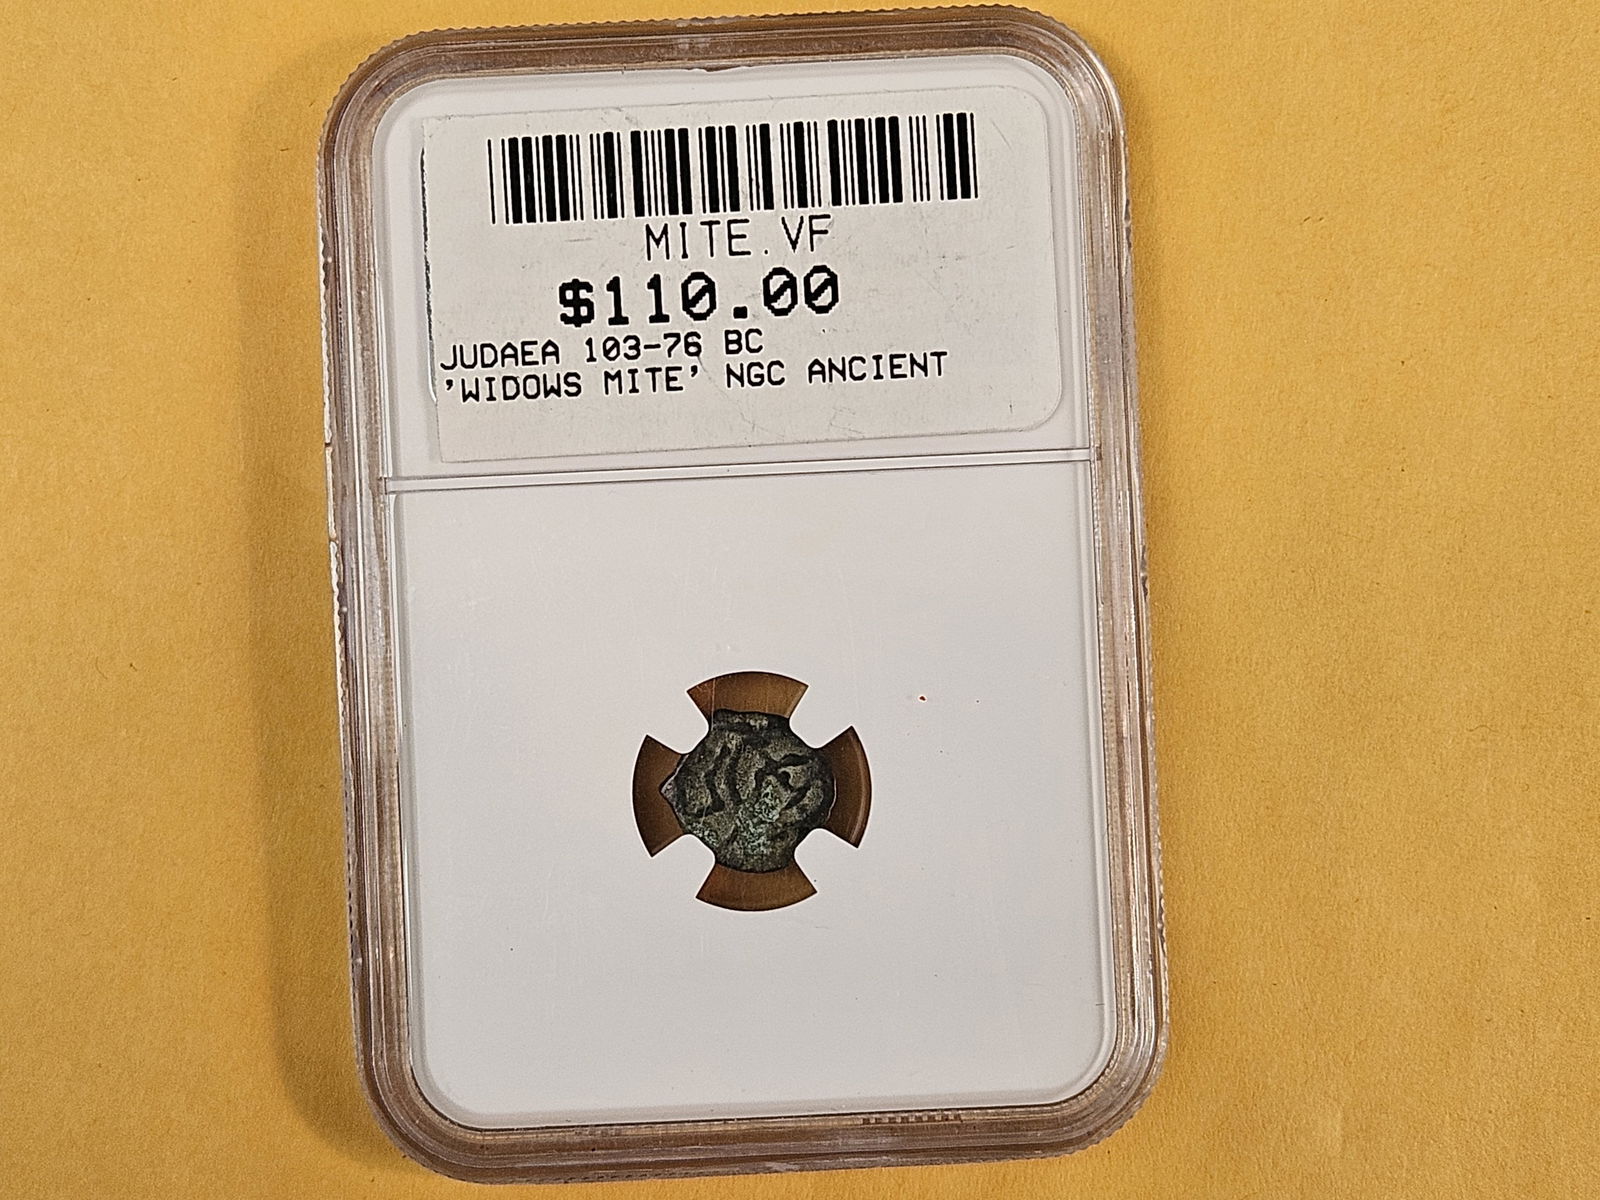 MITE.VF
$110.00
JUDAEA 103-76 BC
'WIDOWS MITE' NGC ANCIENT